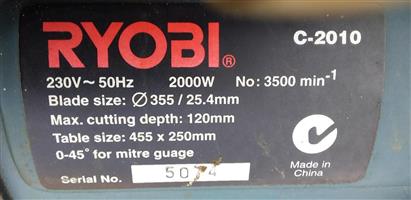 RYOBI® C-2010
230V~50Hz 2000W No: 3500 min-1
Blade size: Ø 355 / 25.4mm
Max. cutting depth: 120mm
Table size: 455 x 250mm
0-45° for mitre guage
Made in
China
Serial No.